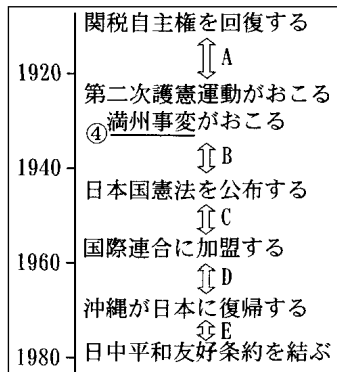 関税自主権を回復する
A
1920
第二次護憲運動がおこる
④満州事変がおこる
B
1940
日本国憲法を公布する
C
国際連合に加盟する
1960
D
沖縄が日本に復帰する
E
1980
日中平和友好条約を結ぶ